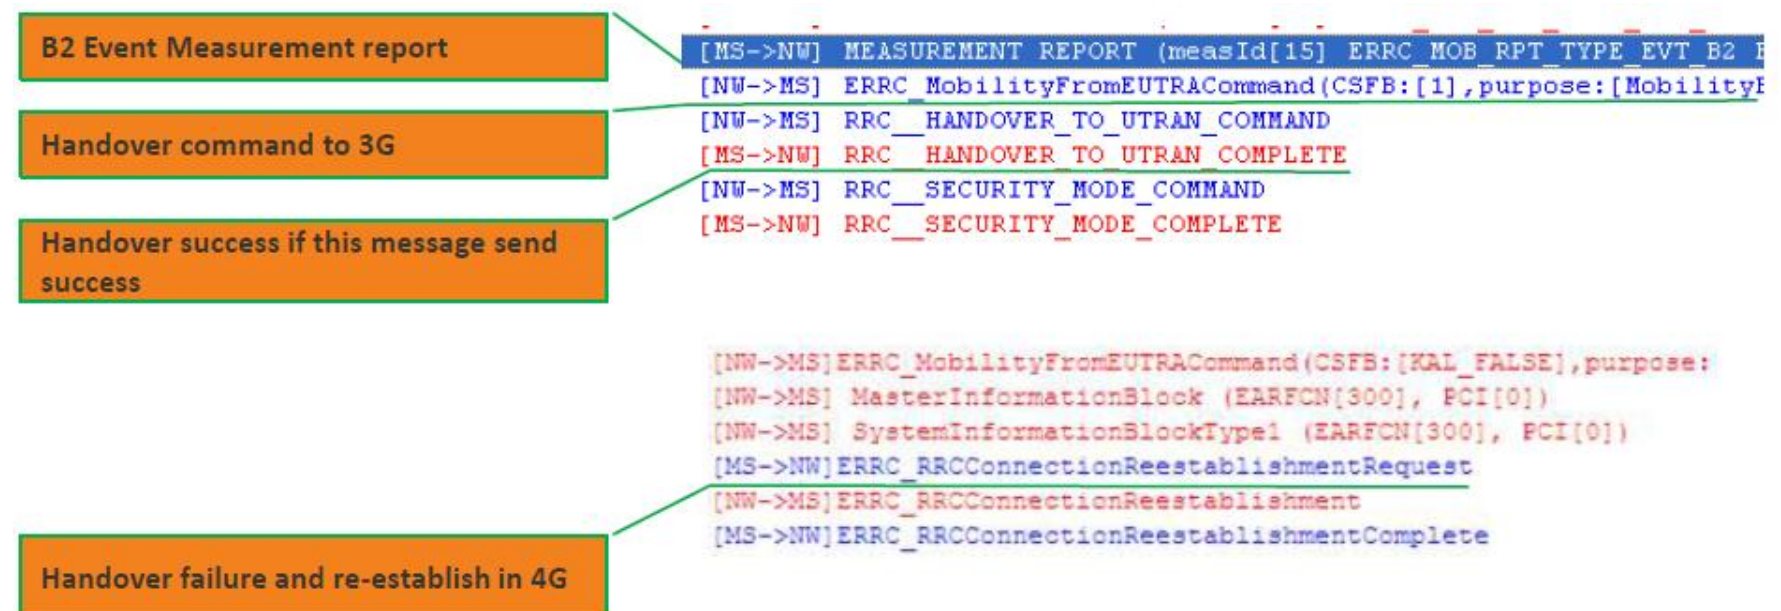 B2 Event Measurement report
[MS->NW] MEASUREMENT REPORT (measId[15] ERRC_MOB_RPT_TYPE_EVT_B2
[NW->MS] ERRC_MobilityFromEUTRACommand(CSFB:[1],purpose:[Mobility
Handover command to 3G
[NW->MS] RRC__HANDOVER_TO_UTRAN_COMMAND
[MS->NW] RRC__HANDOVER_TO_UTRAN_COMPLETE
[NW->MS] RRC__SECURITY_MODE_COMMAND
[MS->NW] RRC__SECURITY_MODE_COMPLETE
Handover success if this message send
success
[NW->MS]ERRC_MobilityFromEUTRACommand(CSFB:[KAL_FALSE],purpose:
[NW->MS] MasterInformationBlock (EARFCN[300], PCI[0])
[NW->MS] SystemInformationBlockType1 (EARFCN[300], PCI[0])
[MS->NW]ERRC_RRCConnectionReestablishmentRequest
[NW->MS]ERRC_RRCConnectionReestablishment
[MS->NW]ERRC_RRCConnectionReestablishmentComplete
Handover failure and re-establish in 4G